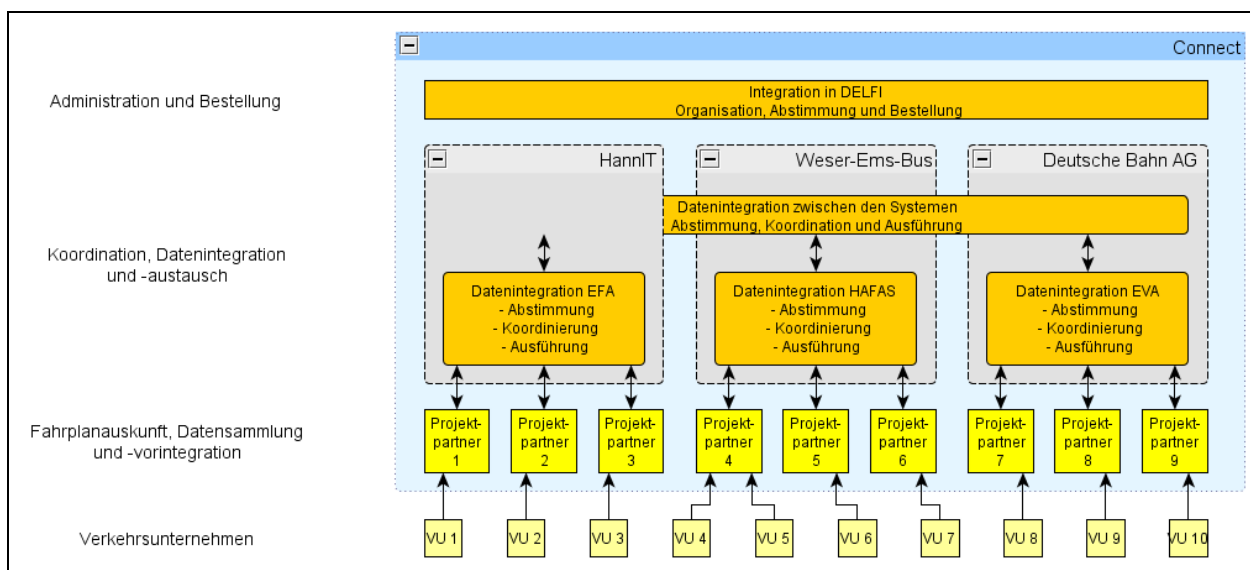 Connect
Administration und Bestellung
Integration in DELFI
Organisation, Abstimmung und Bestellung
HannIT
Weser-Ems-Bus
Deutsche Bahn AG
Datenintegration zwischen den Systemen
Abstimmung, Koordination und Ausführung
Koordination, Datenintegration
und -austausch
Datenintegration EFA
- Abstimmung
- Koordinierung
- Ausführung
Datenintegration HAFAS
- Abstimmung
- Koordinierung
- Ausführung
Datenintegration EVA
- Abstimmung
- Koordinierung
- Ausführung
Fahrplanauskunft, Datensammlung
und -vorintegration
Projekt-
partner
1
Projekt-
partner
2
Projekt-
partner
3
Projekt-
partner
4
Projekt-
partner
5
Projekt-
partner
6
Projekt-
partner
7
Projekt-
partner
8
Projekt-
partner
9
Verkehrsunternehmen
VU 1
VU 2
VU 3
VU 4
VU 5
VU 6
VU 7
VU 8
VU 9
VU 10